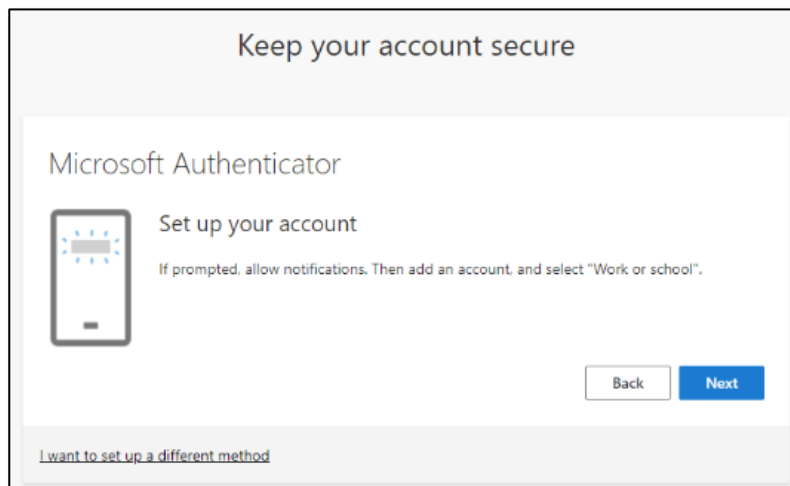 Keep your account secure
Microsoft Authenticator
Set up your account
If prompted, allow notifications. Then add an account, and select "Work or school".
Back
Next
I want to set up a different method